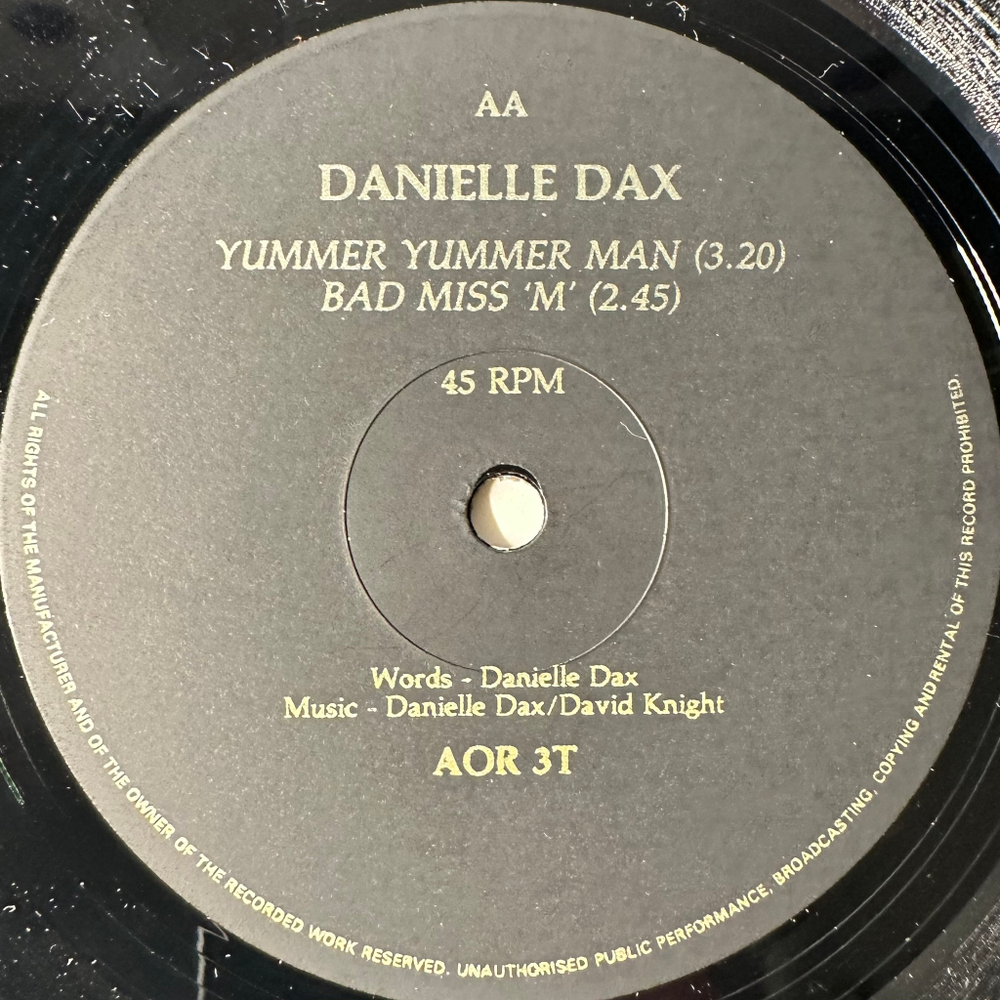 AA
DANIELLE DAX
YUMMER YUMMER MAN (3.20)
BAD MISS ‘M’ (2.45)
45 RPM
Words - Danielle Dax
Music - Danielle Dax/David Knight
AOR 3T
ALL RIGHTS OF THE MANUFACTURER AND OF THE OWNER OF THE RECORDED WORK RESERVED. UNAUTHORISED PUBLIC PERFORMANCE, BROADCASTING, COPYING AND RENTAL OF THIS RECORD PROHIBITED.